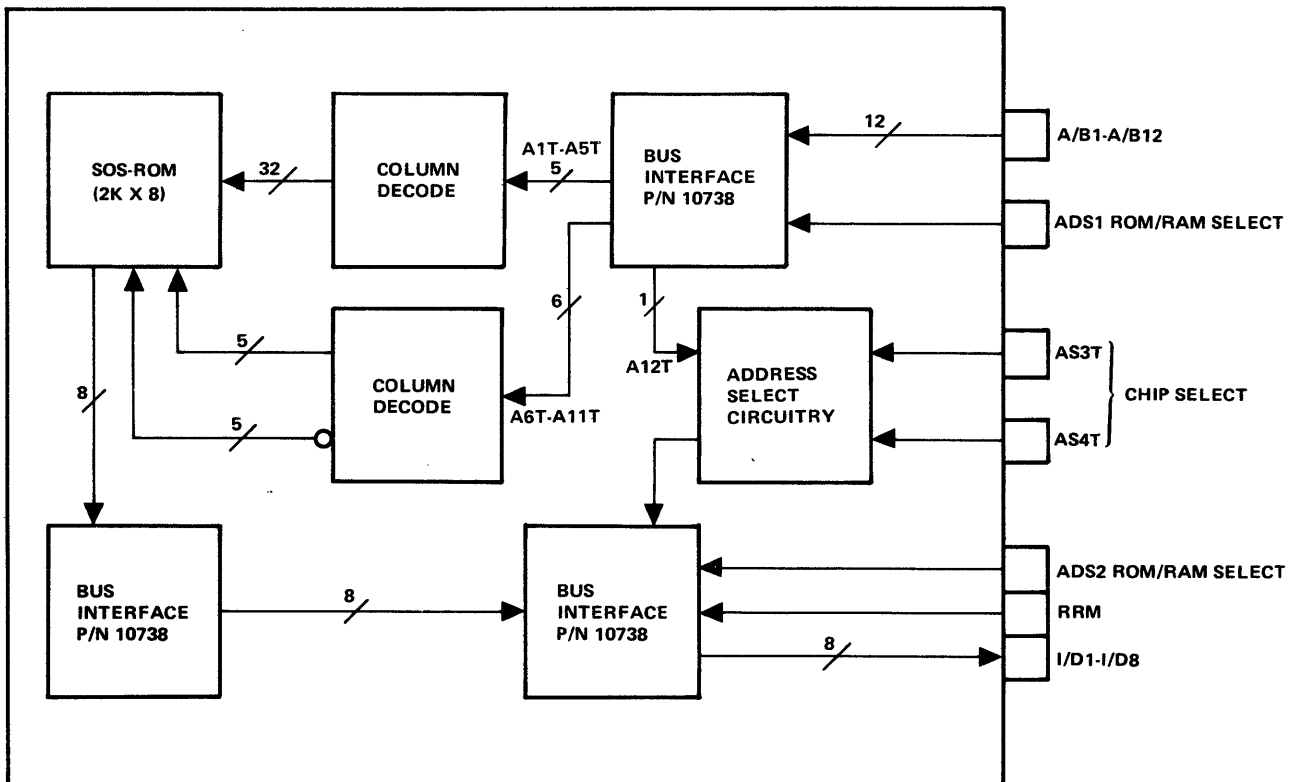 12
A/B1-A/B12
SOS-ROM
(2K X 8)
32
COLUMN
DECODE
A1T-A5T
5
BUS
INTERFACE
P/N 10738
ADS1 ROM/RAM SELECT
6
1
5
5
8
COLUMN
DECODE
A6T-A11T
A12T
ADDRESS
SELECT
CIRCUITRY
AS3T
CHIP SELECT
AS4T
BUS
INTERFACE
P/N 10738
8
BUS
INTERFACE
P/N 10738
ADS2 ROM/RAM SELECT
RRM
8
I/D1-I/D8